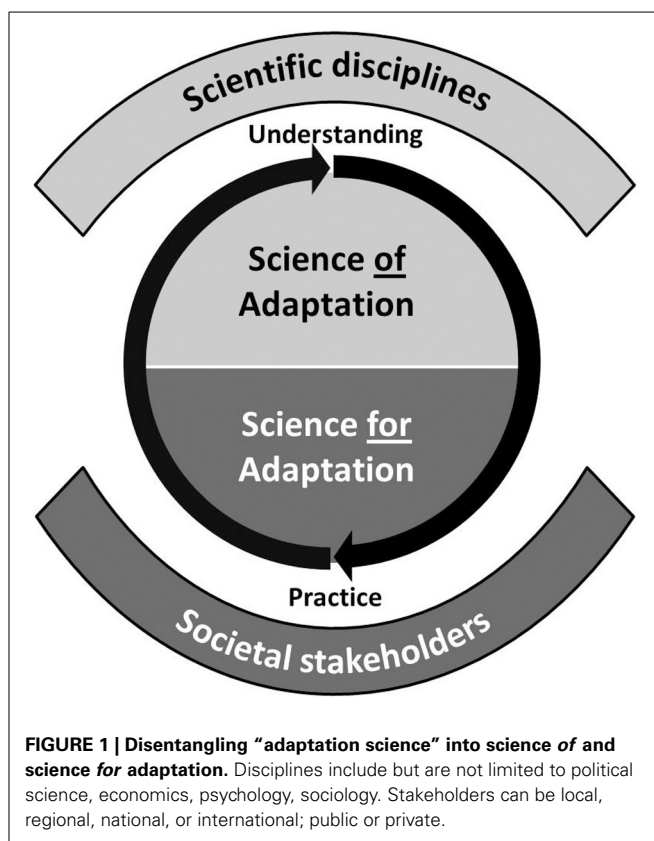 Scientific disciplines
Understanding
Science of
Adaptation
Science for
Adaptation
Practice
Societal stakeholders
FIGURE 1 | Disentangling “adaptation science” into science of and
science for adaptation. Disciplines include but are not limited to political
science, economics, psychology, sociology. Stakeholders can be local,
regional, national, or international; public or private.